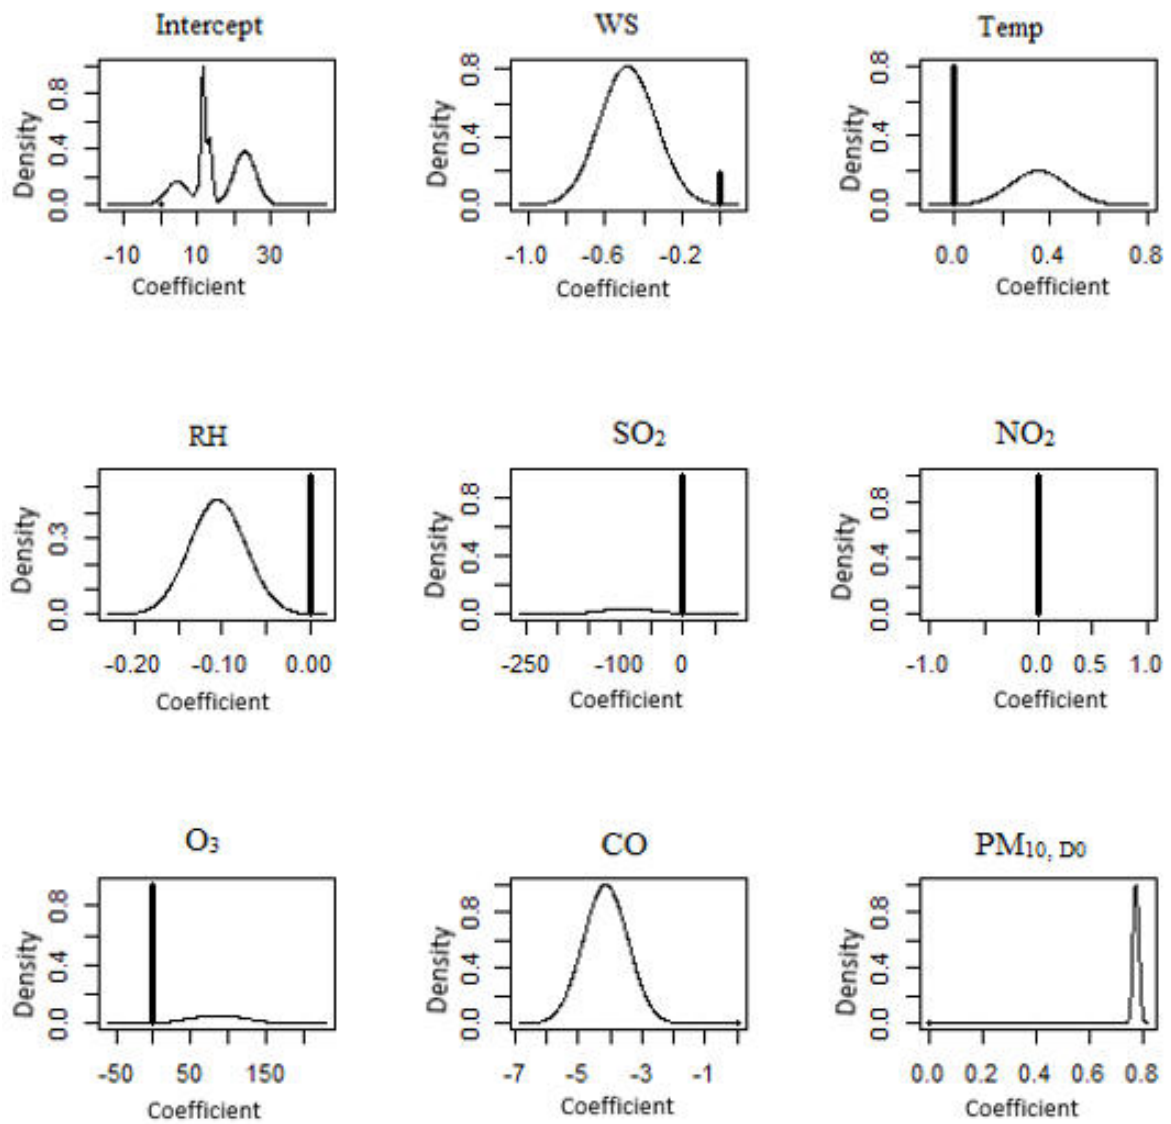 Intercept WS Temp
Density 0.0 0.4 0.8 Density 0.0 0.4 0.8 Density 0.0 0.4 0.8
-10 10 30 -1.0 -0.6 -0.2 0.0 0.4 0.8
Coefficient Coefficient Coefficient
RH SO₂ NO₂
Density 0.0 0.3 Density 0.0 0.4 0.8 Density 0.0 0.4 0.8
-0.20 -0.10 0.00 -250 -100 0 -1.0 0.0 0.5 1.0
Coefficient Coefficient Coefficient
O₃ CO PM₁₀, D0
Density 0.0 0.4 0.8 Density 0.0 0.4 0.8 Density 0.0 0.4 0.8
-50 50 150 -7 -5 -3 -1 0.0 0.2 0.4 0.6 0.8
Coefficient Coefficient Coefficient